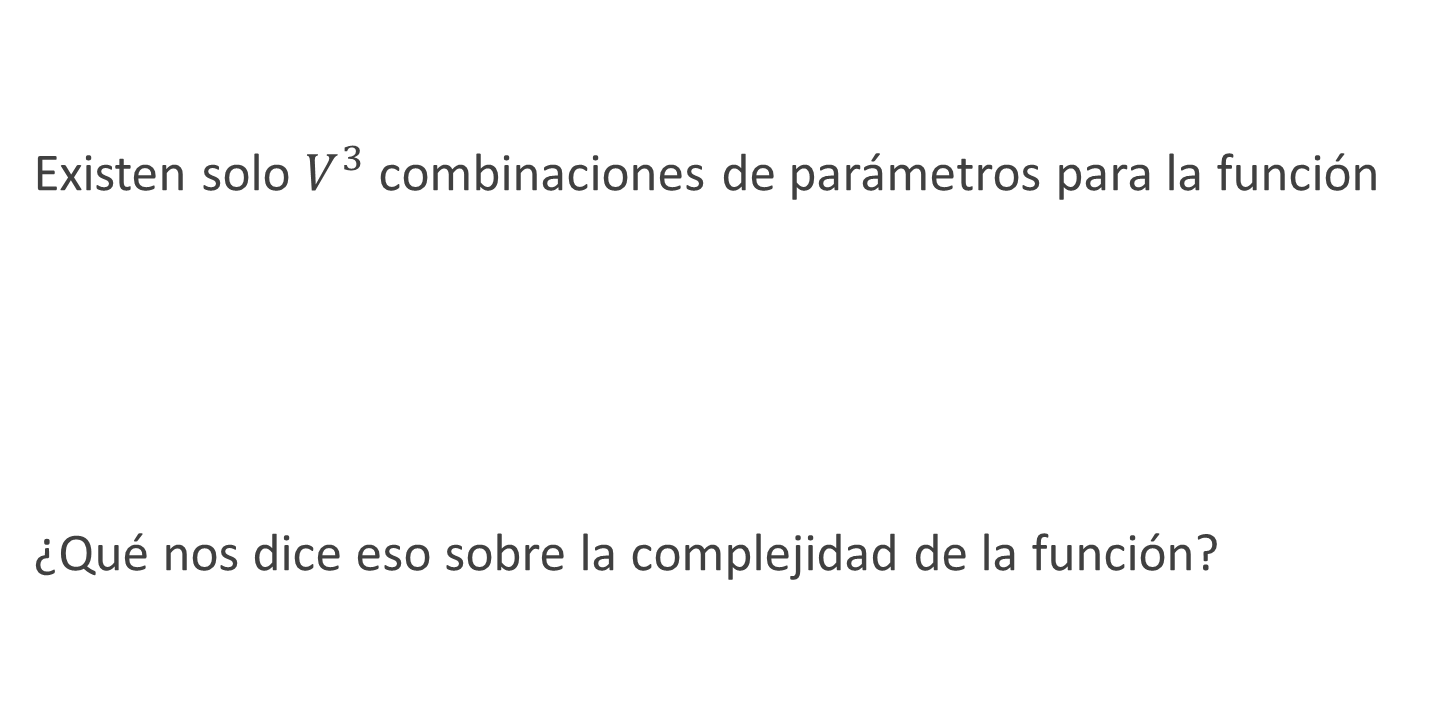 Existen solo V³ combinaciones de parámetros para la función
¿Qué nos dice eso sobre la complejidad de la función?